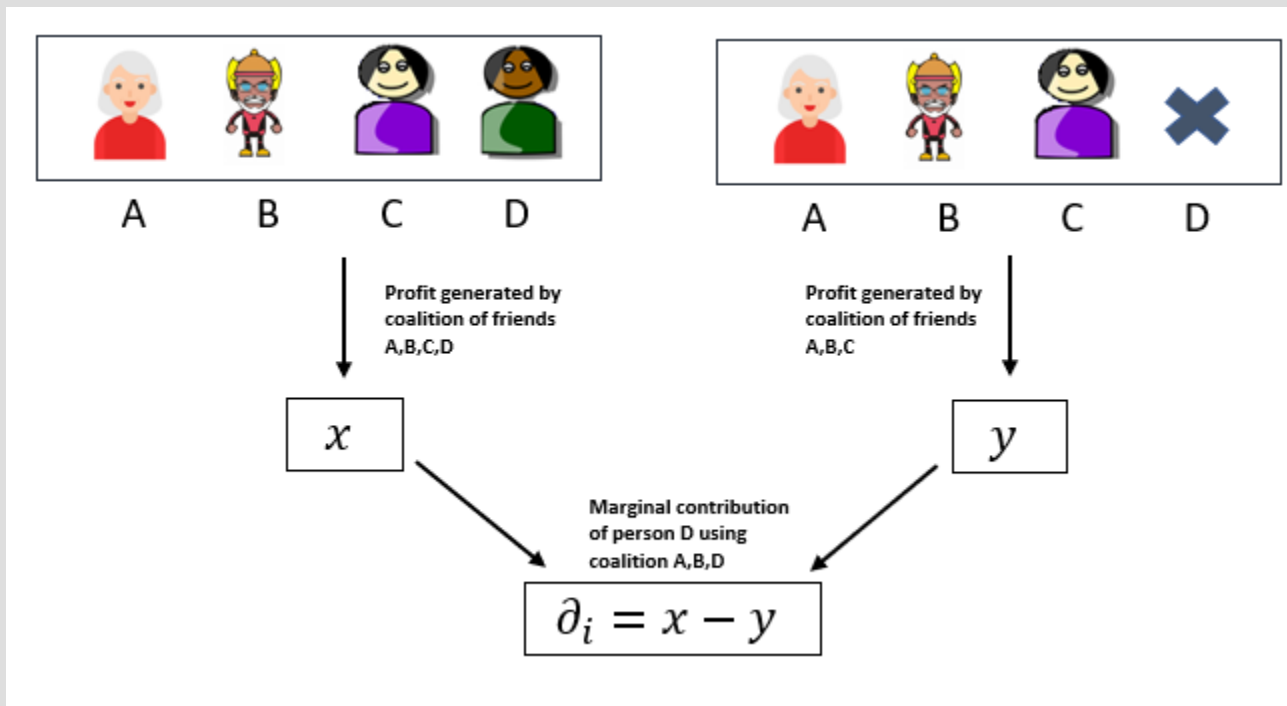 A B C D
A B C D
Profit generated by
coalition of friends
A,B,C,D
Profit generated by
coalition of friends
A,B,C
x
y
Marginal contribution
of person D using
coalition A,B,D
∂i = x − y